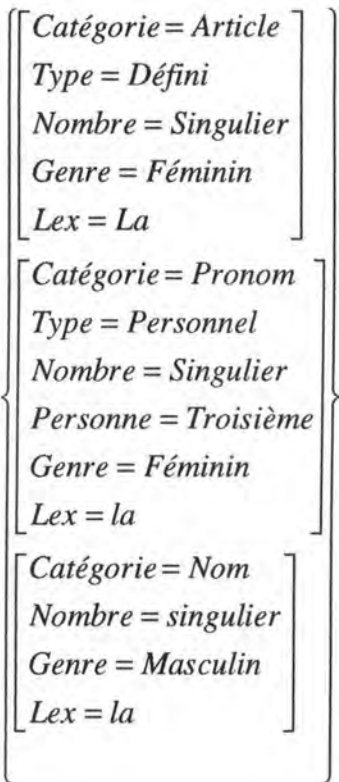 Catégorie = Article
Type = Défini
Nombre = Singulier
Genre = Féminin
Lex = La
Catégorie = Pronom
Type = Personnel
Nombre = Singulier
Personne = Troisième
Genre = Féminin
Lex = la
Catégorie = Nom
Nombre = singulier
Genre = Masculin
Lex = la